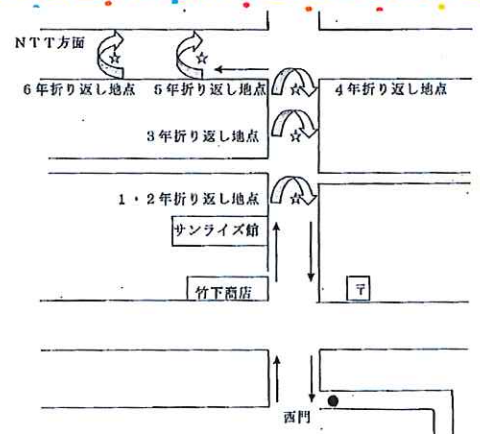 NTT方面
6年折り返し地点 5年折り返し地点 4年折り返し地点
3年折り返し地点
1・2年折り返し地点
サンライズ館
竹下商店 〒
西門